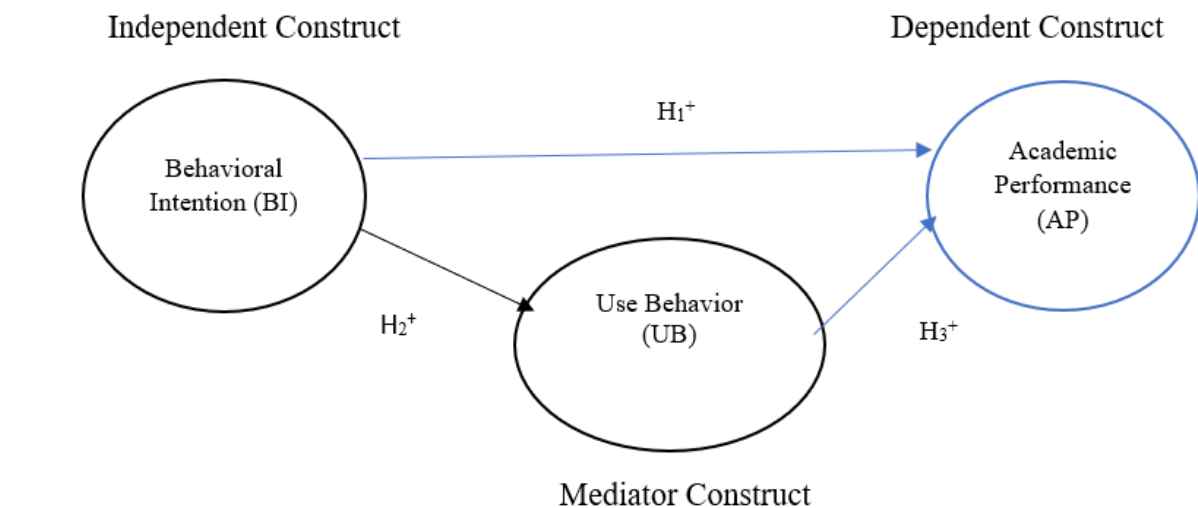 Independent Construct
Dependent Construct
H₁⁺
Behavioral
Intention (BI)
Academic
Performance
(AP)
Use Behavior
(UB)
H₂⁺
H₃⁺
Mediator Construct